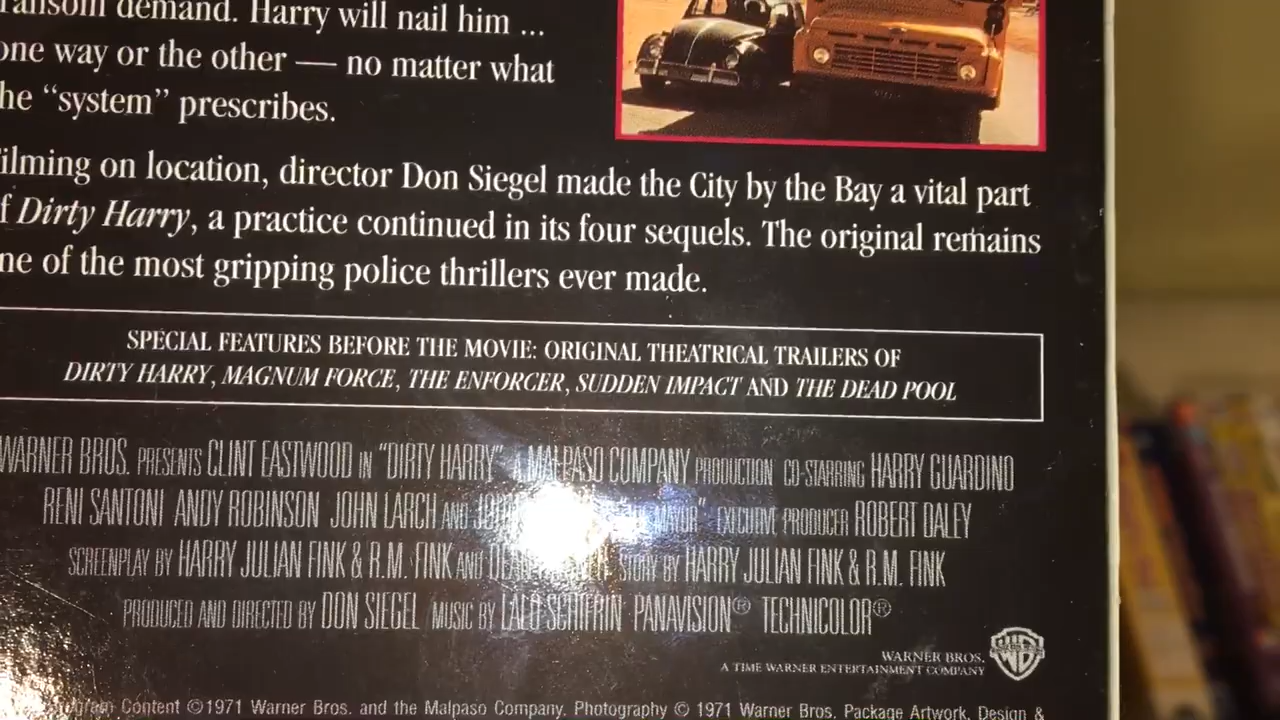 ransom demand. Harry will nail him ...
one way or the other — no matter what
he “system” prescribes.
ilming on location, director Don Siegel made the City by the Bay a vital part
f Dirty Harry, a practice continued in its four sequels. The original remains
ne of the most gripping police thrillers ever made.
SPECIAL FEATURES BEFORE THE MOVIE: ORIGINAL THEATRICAL TRAILERS OF
DIRTY HARRY, MAGNUM FORCE, THE ENFORCER, SUDDEN IMPACT AND THE DEAD POOL
WARNER BROS. PRESENTS CLINT EASTWOOD IN “DIRTY HARRY” A MALPASO COMPANY PRODUCTION CO-STARRING HARRY GUARDINO
RENI SANTONI ANDY ROBINSON JOHN LARCH AND MAYOR” EXECUTIVE PRODUCER ROBERT DALEY
SCREENPLAY BY HARRY JULIAN FINK & R.M. FINK AND STORY BY HARRY JULIAN FINK & R.M. FINK
PRODUCED AND DIRECTED BY DON SIEGEL MUSIC BY LALO SCHIFRIN PANAVISION® TECHNICOLOR®
WARNER BROS.
A TIME WARNER ENTERTAINMENT COMPANY
WB
Program Content ©1971 Warner Bros. and the Malpaso Company. Photography © 1971 Warner Bros. Package Artwork, Design &